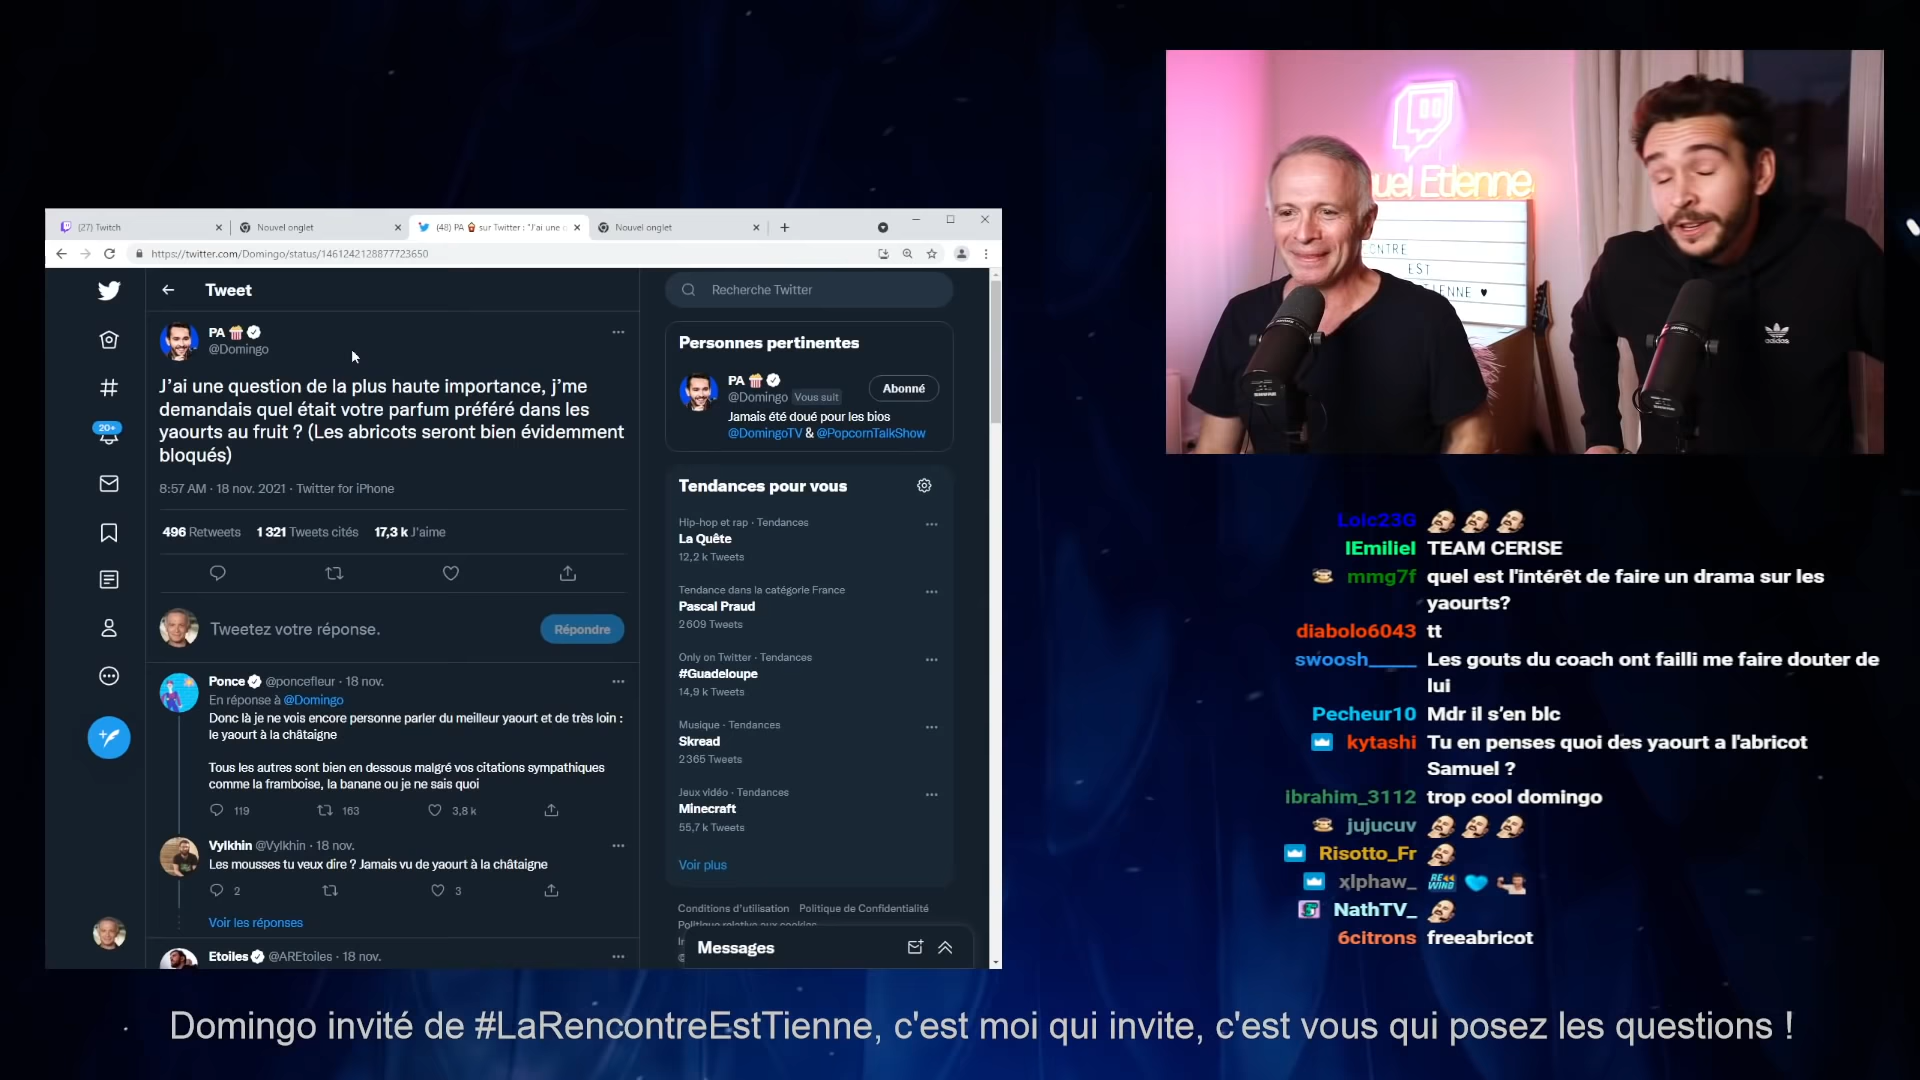 (27) Twitch
Nouvel onglet
(48) PA 🍿 sur Twitter : "J'ai une
Nouvel onglet
https://twitter.com/Domingo/status/1461242128877723650
20+
Tweet
PA 🍿
@Domingo
J'ai une question de la plus haute importance, j'me
demandais quel était votre parfum préféré dans les
yaourts au fruit ? (Les abricots seront bien évidemment
bloqués)
8:57 AM · 18 nov. 2021 · Twitter for iPhone
496 Retweets 1 321 Tweets cités 17,3 k J'aime
Tweetez votre réponse.
Répondre
Ponce @poncefleur · 18 nov.
En réponse à @Domingo
Donc là je ne vois encore personne parler du meilleur yaourt et de très loin :
le yaourt à la châtaigne
Tous les autres sont bien en dessous malgré vos citations sympathiques
comme la framboise, la banane ou je ne sais quoi
119 163 3,8 k
Vylkhin @Vylkhin · 18 nov.
Les mousses tu veux dire ? Jamais vu de yaourt à la châtaigne
2 3
Voir les réponses
Etoiles @AREtoiles · 18 nov.
Recherche Twitter
Personnes pertinentes
PA 🍿
@Domingo Vous suit
Abonné
Jamais été doué pour les bios
@DomingoTV & @PopcornTalkShow
Tendances pour vous
Hip-hop et rap · Tendances
La Quête
12,2 k Tweets
Tendance dans la catégorie France
Pascal Praud
2 609 Tweets
Only on Twitter · Tendances
#Guadeloupe
14,9 k Tweets
Musique · Tendances
Skread
2 365 Tweets
Jeux vidéo · Tendances
Minecraft
55,7 k Tweets
Voir plus
Conditions d'utilisation Politique de Confidentialité
Politique relative aux cookies
Messages
uel Etienne
CONTRE
EST
TIENNE ♥
adidas
Loic23G
IEmilieI TEAM CERISE
mmg7f quel est l'intérêt de faire un drama sur les
yaourts?
diabolo6043 tt
swoosh_____ Les gouts du coach ont failli me faire douter de
lui
Pecheur10 Mdr il s'en blc
kytashi Tu en penses quoi des yaourt a l'abricot
Samuel ?
ibrahim_3112 trop cool domingo
jujucuv
Risotto_Fr
xlphaw_ REWIND
NathTV_
6citrons freeabricot
Domingo invité de #LaRencontreEstTienne, c'est moi qui invite, c'est vous qui posez les questions !